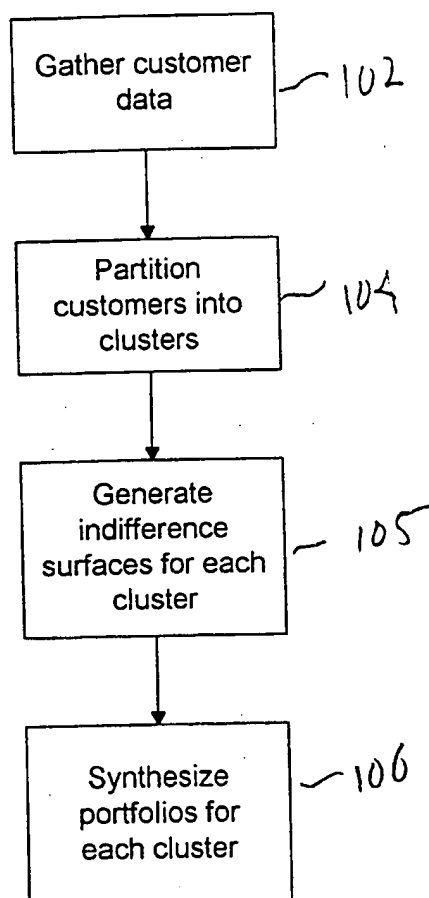 Gather customer
data
102
Partition
customers into
clusters
104
Generate
indifference
surfaces for each
cluster
105
Synthesize
portfolios for
each cluster
106